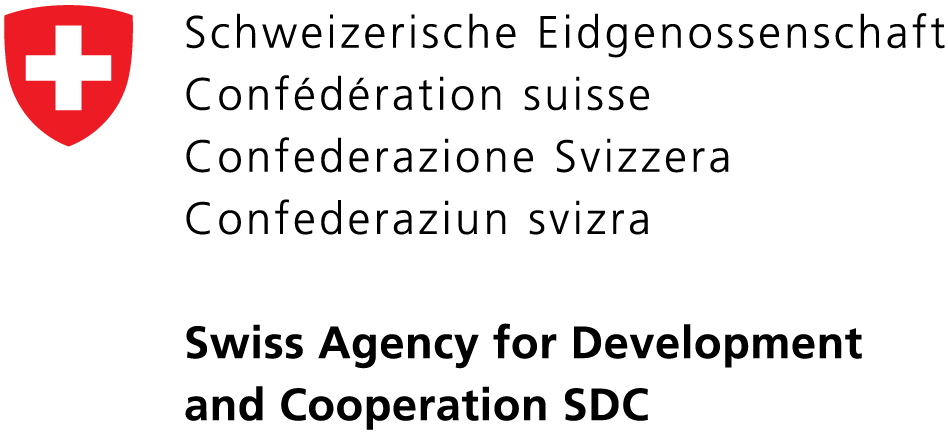 Schweizerische Eidgenossenschaft
Confédération suisse
Confederazione Svizzera
Confederaziun svizra
Swiss Agency for Development
and Cooperation SDC